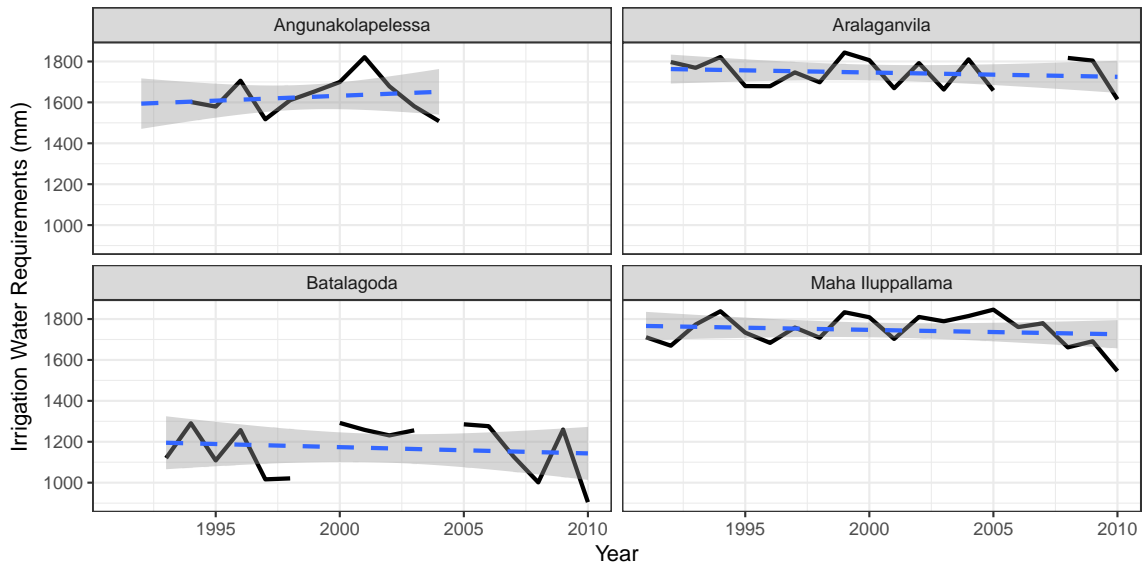 Angunakolapelessa
Aralaganvila
1800
1600
1400
1200
1000
Batalagoda
Maha Iluppallama
1800
1600
1400
1200
1000
Irrigation Water Requirements (mm)
1995 2000 2005 2010 1995 2000 2005 2010
Year